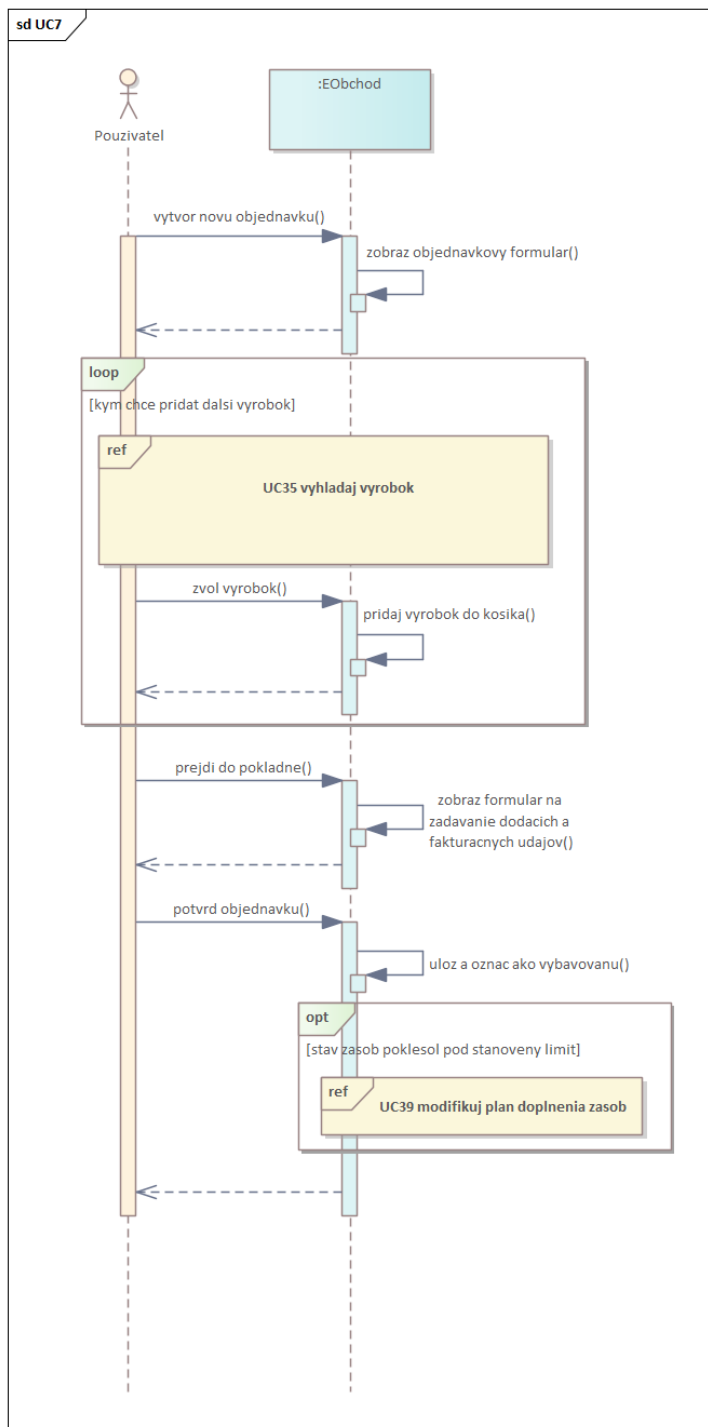 sd UC7
:EObchod
Pouzivatel
vytvor novu objednavku()
zobraz objednavkovy formular()
loop
[kym chce pridat dalsi vyrobok]
ref
UC35 vyhladaj vyrobok
zvol vyrobok()
pridaj vyrobok do kosika()
prejdi do pokladne()
zobraz formular na
zadavanie dodacich a
fakturacnych udajov()
potvrd objednavku()
uloz a oznac ako vybavovanu()
opt
[stav zasob poklesol pod stanoveny limit]
ref
UC39 modifikuj plan doplnenia zasob